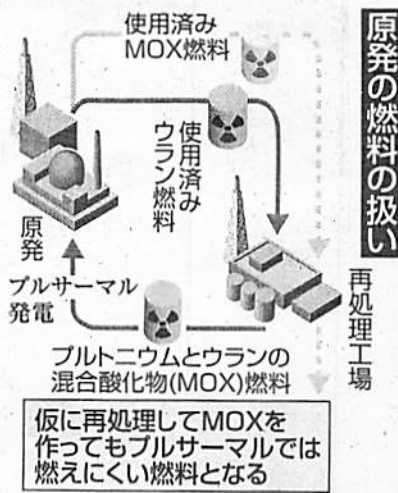 原発の燃料の扱い
使用済み
MOX燃料
使用済み
ウラン燃料
原発
プルサーマル
発電
再処理工場
プルトニウムとウランの
混合酸化物(MOX)燃料
仮に再処理してMOXを
作ってもプルサーマルでは
燃えにくい燃料となる